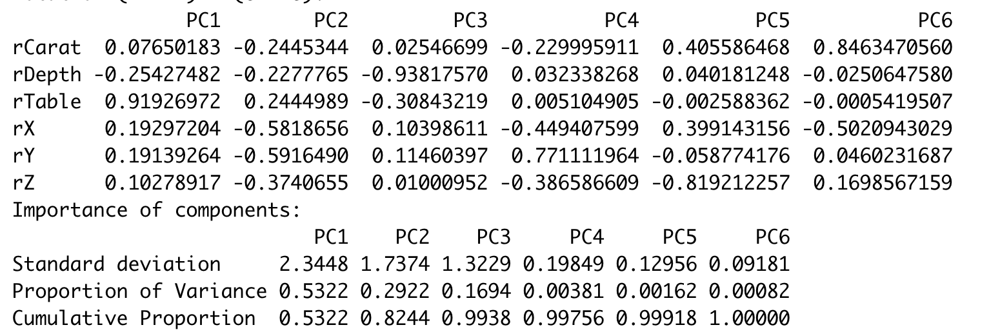 PC1 PC2 PC3 PC4 PC5 PC6
rCarat 0.07650183 -0.2445344 0.02546699 -0.229995911 0.405586468 0.8463470560
rDepth -0.25427482 -0.2277765 -0.93817570 0.032338268 0.040181248 -0.0250647580
rTable 0.91926972 0.2444989 -0.30843219 0.005104905 -0.002588362 -0.0005419507
rX 0.19297204 -0.5818656 0.10398611 -0.449407599 0.399143156 -0.5020943029
rY 0.19139264 -0.5916490 0.11460397 0.771111964 -0.058774176 0.0460231687
rZ 0.10278917 -0.3740655 0.01000952 -0.386586609 -0.819212257 0.1698567159
Importance of components:
PC1 PC2 PC3 PC4 PC5 PC6
Standard deviation 2.3448 1.7374 1.3229 0.19849 0.12956 0.09181
Proportion of Variance 0.5322 0.2922 0.1694 0.00381 0.00162 0.00082
Cumulative Proportion 0.5322 0.8244 0.9938 0.99756 0.99918 1.00000